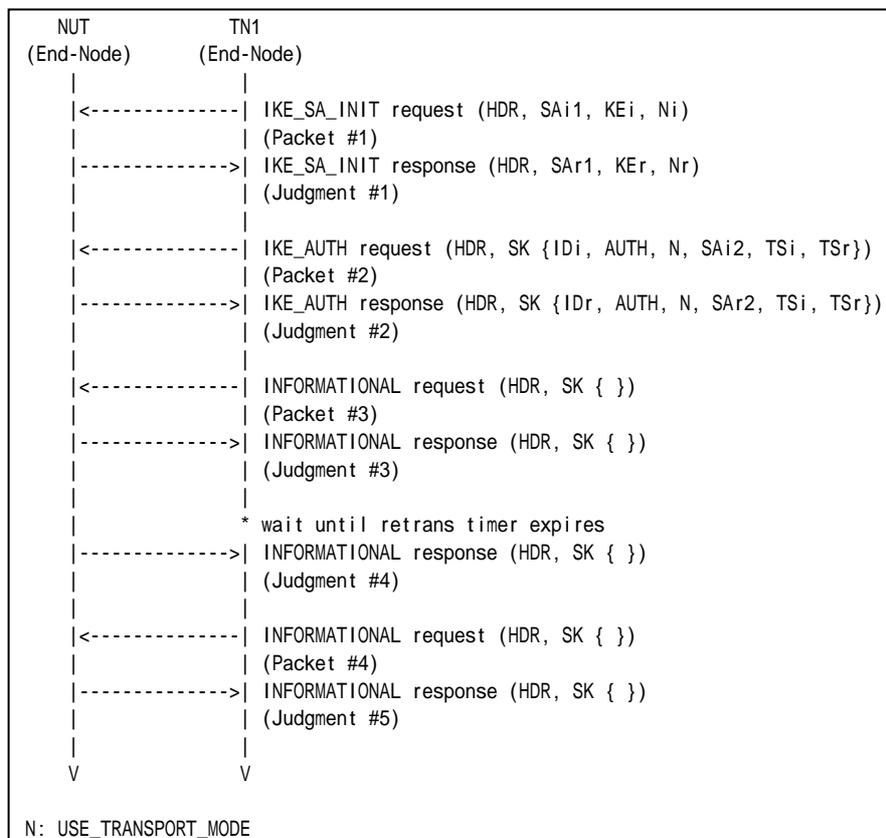 NUT TN1
(End-Node) (End-Node)
| |
|<--------------| IKE_SA_INIT request (HDR, SAi1, KEi, Ni)
| | (Packet #1)
|-------------->| IKE_SA_INIT response (HDR, SAr1, KEr, Nr)
| | (Judgment #1)
| |
|<--------------| IKE_AUTH request (HDR, SK {IDi, AUTH, N, SAi2, TSi, TSr})
| | (Packet #2)
|-------------->| IKE_AUTH response (HDR, SK {IDr, AUTH, N, SAr2, TSi, TSr})
| | (Judgment #2)
| |
|<--------------| INFORMATIONAL request (HDR, SK { })
| | (Packet #3)
|-------------->| INFORMATIONAL response (HDR, SK { })
| | (Judgment #3)
| |
| * wait until retrans timer expires
|-------------->| INFORMATIONAL response (HDR, SK { })
| | (Judgment #4)
| |
|<--------------| INFORMATIONAL request (HDR, SK { })
| | (Packet #4)
|-------------->| INFORMATIONAL response (HDR, SK { })
| | (Judgment #5)
| |
V V
N: USE_TRANSPORT_MODE